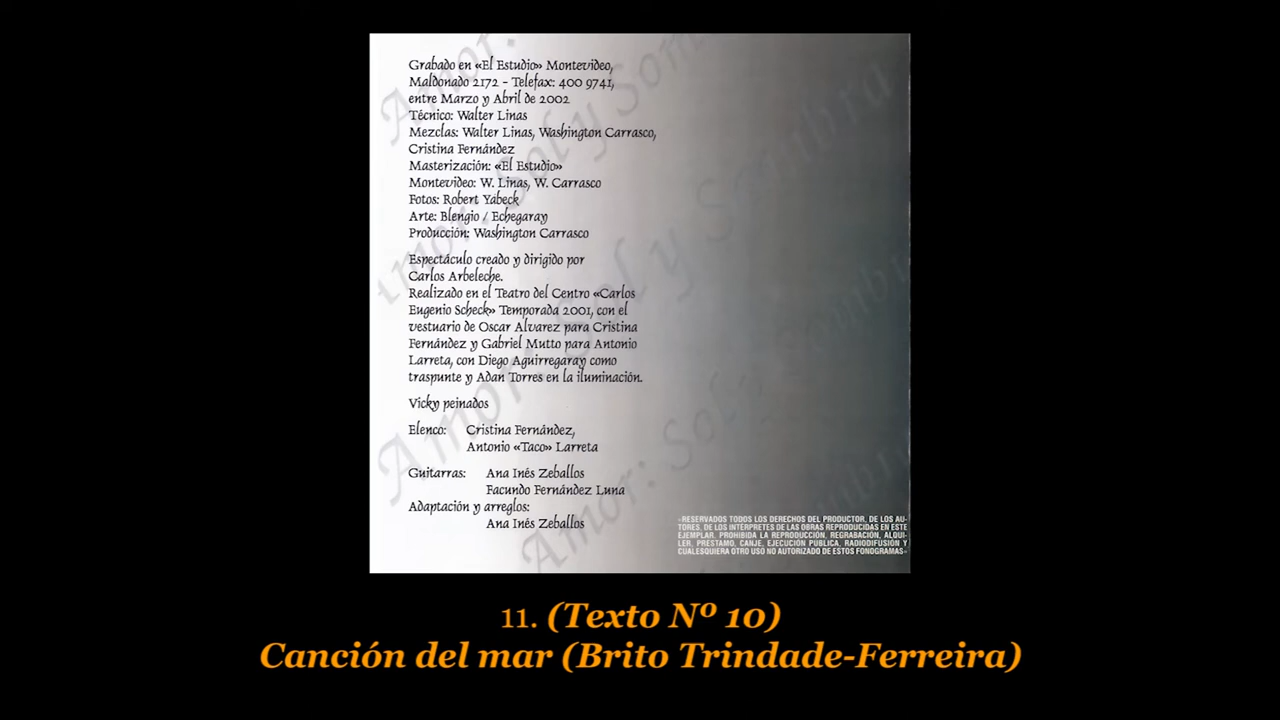 Grabado en «El Estudio» Montevideo,
Maldonado 2172 - Telefax: 400 9741,
entre Marzo y Abril de 2002
Técnico: Walter Linas
Mezclas: Walter Linas, Washington Carrasco,
Cristina Fernández
Masterización: «El Estudio»
Montevideo: W. Linas, W. Carrasco
Fotos: Robert Yabeck
Arte: Blengio / Echegaray
Producción: Washington Carrasco
Espectáculo creado y dirigido por
Carlos Arbeleche.
Realizado en el Teatro del Centro «Carlos
Eugenio Scheck» Temporada 2001, con el
vestuario de Oscar Alvarez para Cristina
Fernández y Gabriel Mutto para Antonio
Larreta, con Diego Aguirregaray como
traspunte y Adan Torres en la iluminación.
Vicky peinados
Elenco: Cristina Fernández,
Antonio «Taco» Larreta
Guitarras: Ana Inés Zeballos
Facundo Fernández Luna
Adaptación y arreglos:
Ana Inés Zeballos
Amor: Sol y Sombra
«RESERVADOS TODOS LOS DERECHOS DEL PRODUCTOR, DE LOS AU-
TORES, DE LOS INTÉRPRETES DE LAS OBRAS REPRODUCIDAS EN ESTE
EJEMPLAR. PROHIBIDA LA REPRODUCCIÓN, REGRABACIÓN, ALQUI-
LER, PRESTAMO, CANJE, EJECUCIÓN PÚBLICA, RADIODIFUSIÓN Y
CUALESQUIERA OTRO USO NO AUTORIZADO DE ESTOS FONOGRAMAS»
11. (Texto Nº 10)
Canción del mar (Brito Trindade-Ferreira)